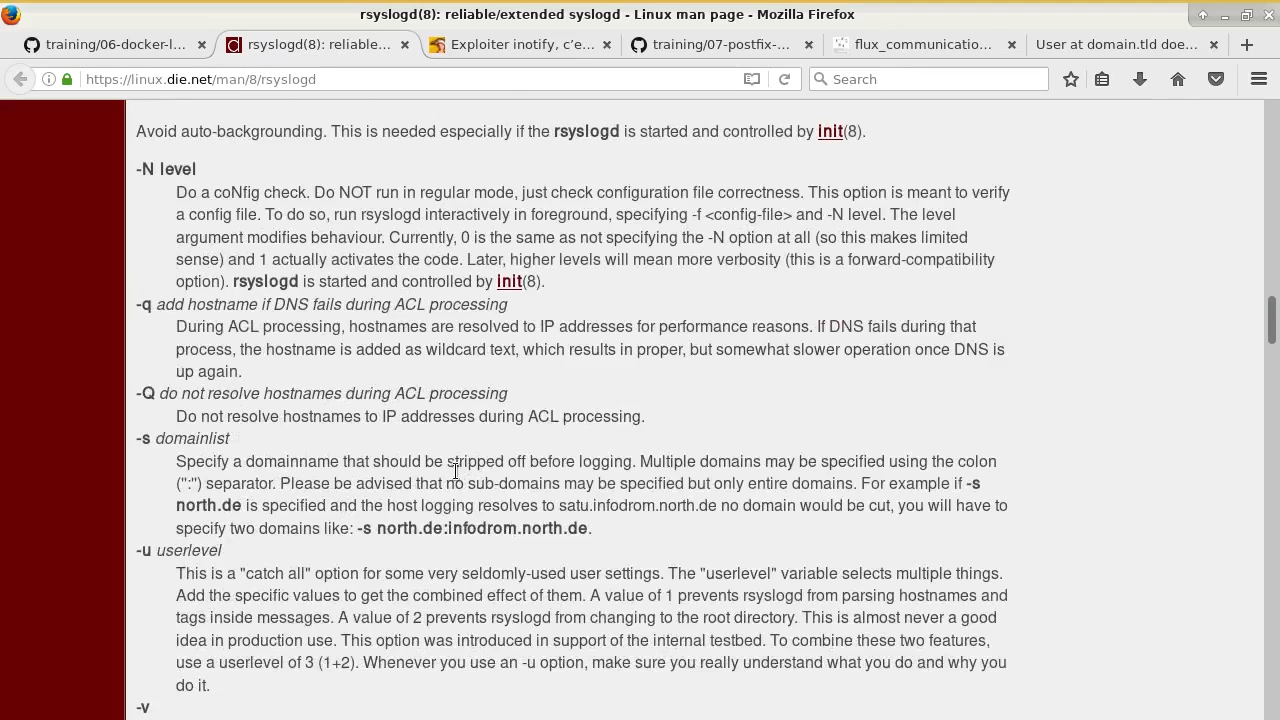 rsyslogd(8): reliable/extended syslogd - Linux man page - Mozilla Firefox
training/06-docker-l...
rsyslogd(8): reliable...
Exploiter inotify, c'e...
training/07-postfix-...
flux_communicatio...
User at domain.tld doe...
https://linux.die.net/man/8/rsyslogd
Search
Avoid auto-backgrounding. This is needed especially if the rsyslogd is started and controlled by init(8).
-N level
Do a coNfig check. Do NOT run in regular mode, just check configuration file correctness. This option is meant to verify
a config file. To do so, run rsyslogd interactively in foreground, specifying -f <config-file> and -N level. The level
argument modifies behaviour. Currently, 0 is the same as not specifying the -N option at all (so this makes limited
sense) and 1 actually activates the code. Later, higher levels will mean more verbosity (this is a forward-compatibility
option). rsyslogd is started and controlled by init(8).
-q add hostname if DNS fails during ACL processing
During ACL processing, hostnames are resolved to IP addresses for performance reasons. If DNS fails during that
process, the hostname is added as wildcard text, which results in proper, but somewhat slower operation once DNS is
up again.
-Q do not resolve hostnames during ACL processing
Do not resolve hostnames to IP addresses during ACL processing.
-s domainlist
Specify a domainname that should be stripped off before logging. Multiple domains may be specified using the colon
(":") separator. Please be advised that no sub-domains may be specified but only entire domains. For example if -s
north.de is specified and the host logging resolves to satu.infodrom.north.de no domain would be cut, you will have to
specify two domains like: -s north.de:infodrom.north.de.
-u userlevel
This is a "catch all" option for some very seldomly-used user settings. The "userlevel" variable selects multiple things.
Add the specific values to get the combined effect of them. A value of 1 prevents rsyslogd from parsing hostnames and
tags inside messages. A value of 2 prevents rsyslogd from changing to the root directory. This is almost never a good
idea in production use. This option was introduced in support of the internal testbed. To combine these two features,
use a userlevel of 3 (1+2). Whenever you use an -u option, make sure you really understand what you do and why you
do it.
-v